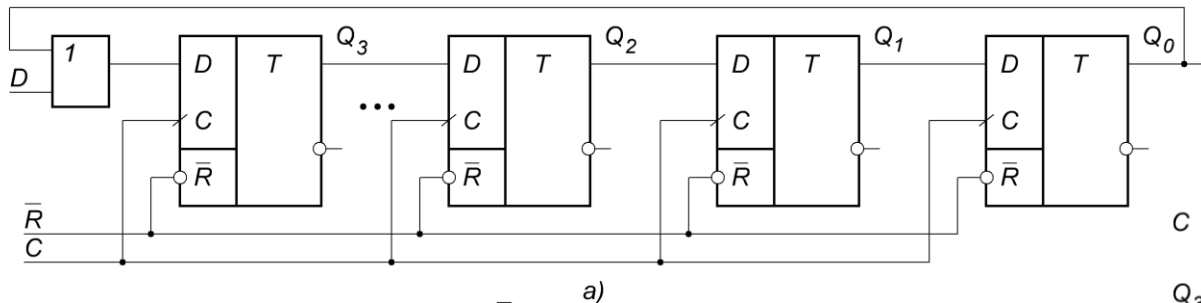 Q3 Q2 Q1 Q0
1 D T D T D T D T
D
C C C C
R̅ R̅ R̅ R̅
R̅
C
C
a)